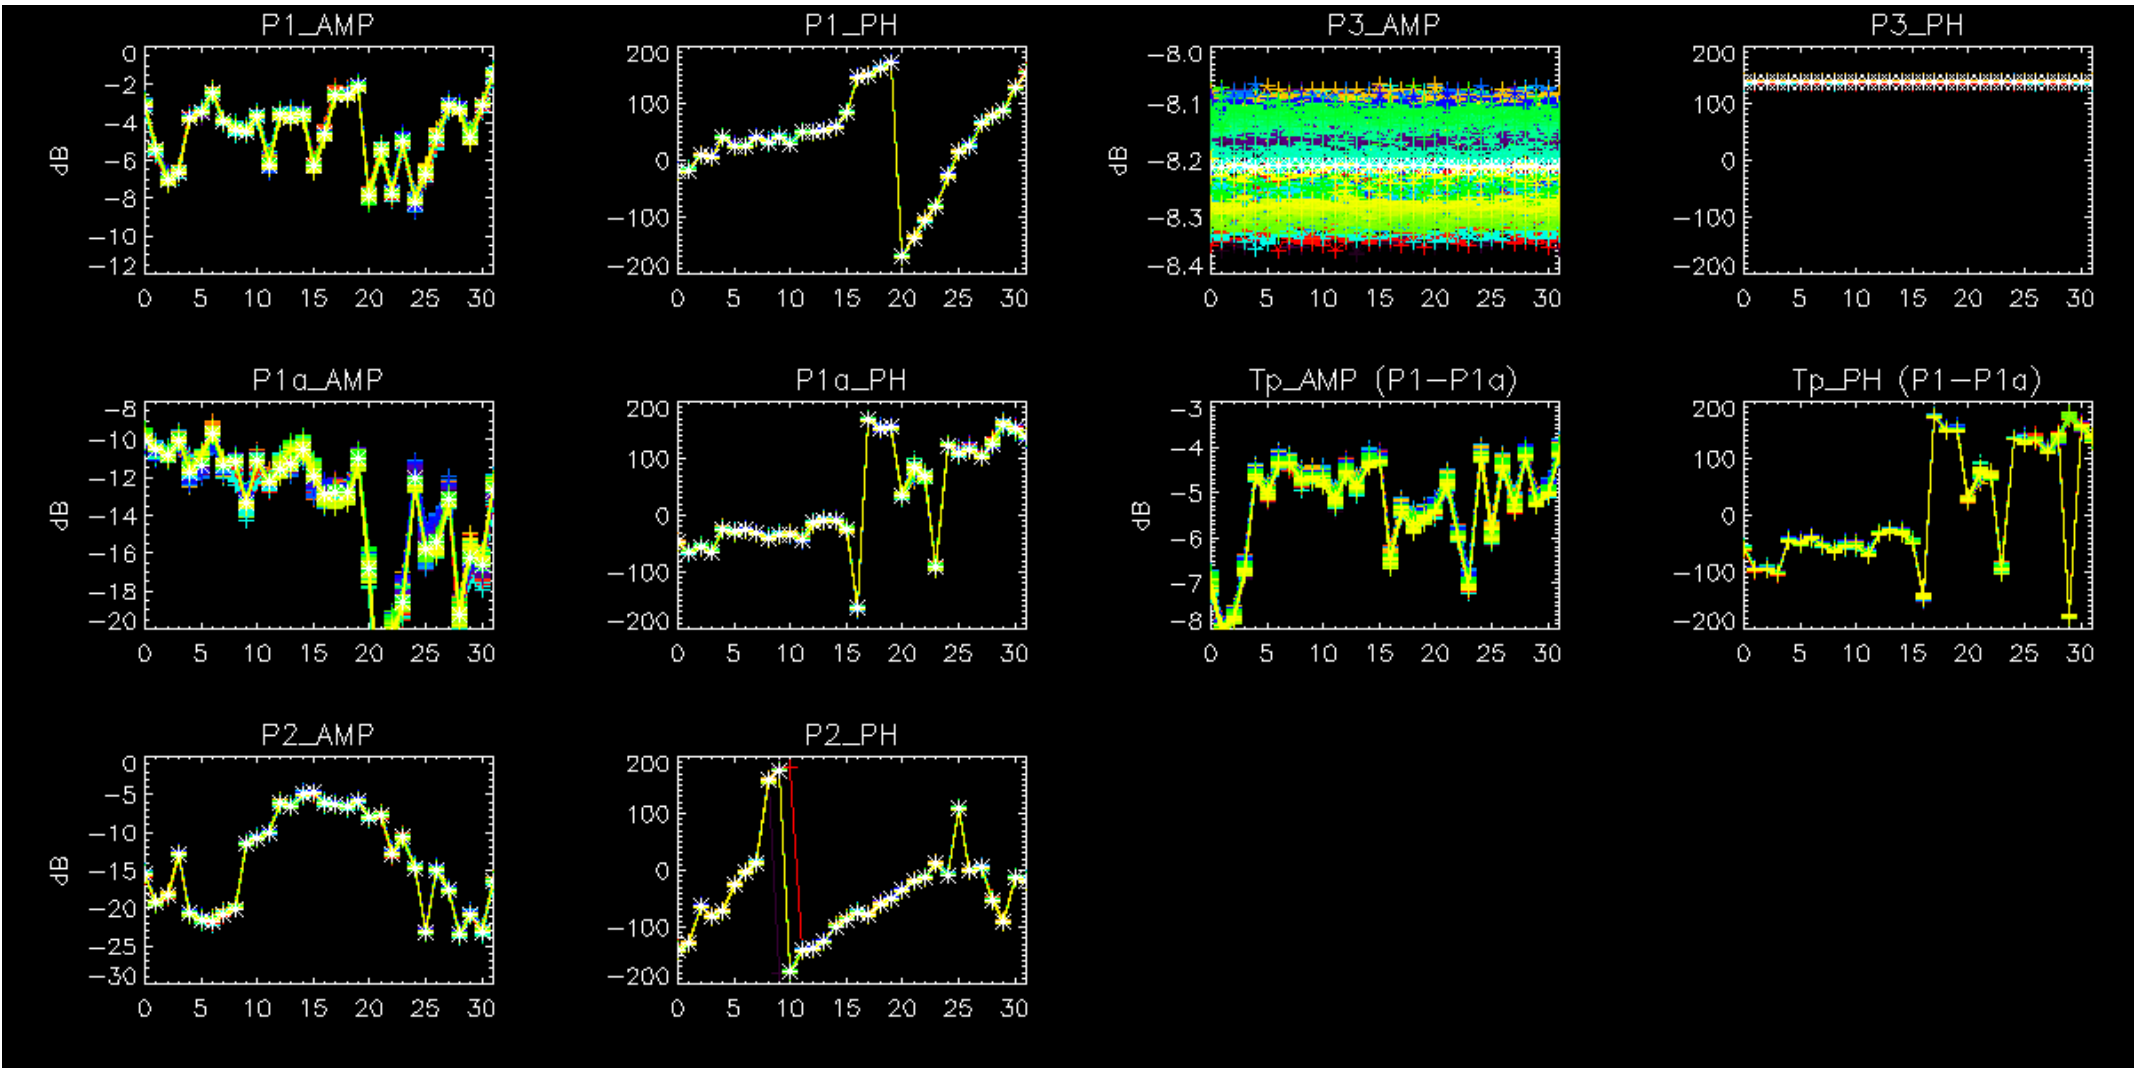 P1_AMP P1_PH P3_AMP P3_PH
0 200 -8.0 200
-2 100 -8.1 100
-4 0 -8.2 0
-6 -100 -8.3 -100
-8 -200 -8.4 -200
-10
-12
dB dB
0 5 10 15 20 25 30 0 5 10 15 20 25 30 0 5 10 15 20 25 30 0 5 10 15 20 25 30
P1a_AMP P1a_PH Tp_AMP (P1-P1a) Tp_PH (P1-P1a)
-8 200 -3 200
-10 100 -4 100
-12 0 -5 0
-14 -100 -6 -100
-16 -200 -7 -200
-18 -8
-20
dB dB
0 5 10 15 20 25 30 0 5 10 15 20 25 30 0 5 10 15 20 25 30 0 5 10 15 20 25 30
P2_AMP P2_PH
0 200
-5 100
-10 0
-15 -100
-20 -200
-25
-30
dB
0 5 10 15 20 25 30 0 5 10 15 20 25 30